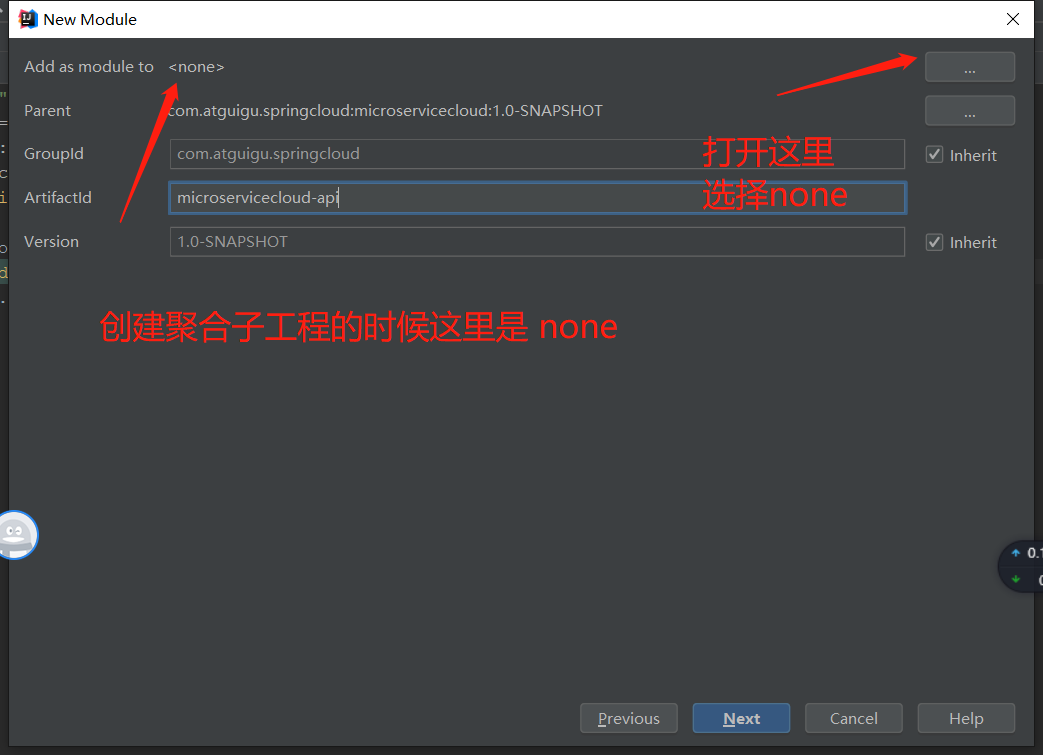 New Module
Add as module to <none> ...
Parent com.atguigu.springcloud:microservicecloud:1.0-SNAPSHOT ...
GroupId com.atguigu.springcloud Inherit
打开这里
ArtifactId microservicecloud-api
选择none
Version 1.0-SNAPSHOT Inherit
创建聚合子工程的时候这里是 none
Previous Next Cancel Help